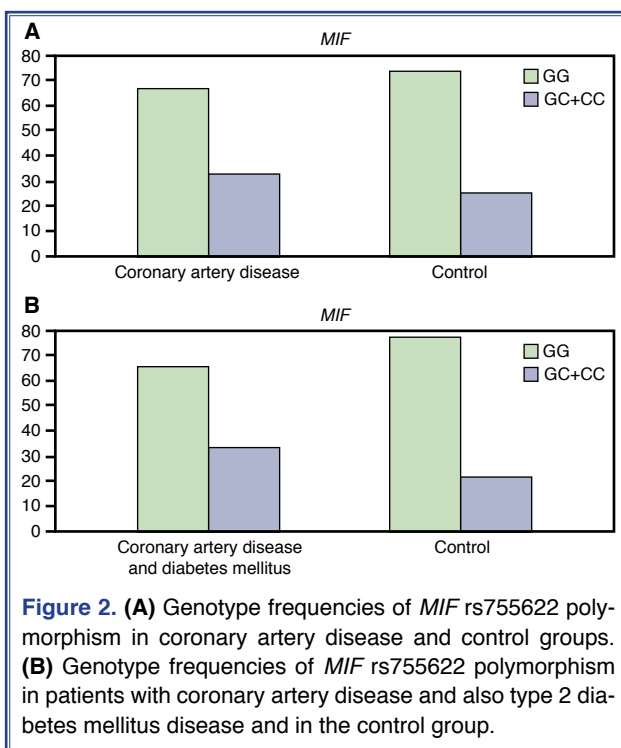 A
MIF
80
70
60
50
40
30
20
10
0
GG
GC+CC
Coronary artery disease
Control
B
MIF
80
70
60
50
40
30
20
10
0
GG
GC+CC
Coronary artery disease
and diabetes mellitus
Control
Figure 2. (A) Genotype frequencies of MIF rs755622 poly-
morphism in coronary artery disease and control groups.
(B) Genotype frequencies of MIF rs755622 polymorphism
in patients with coronary artery disease and also type 2 dia-
betes mellitus disease and in the control group.